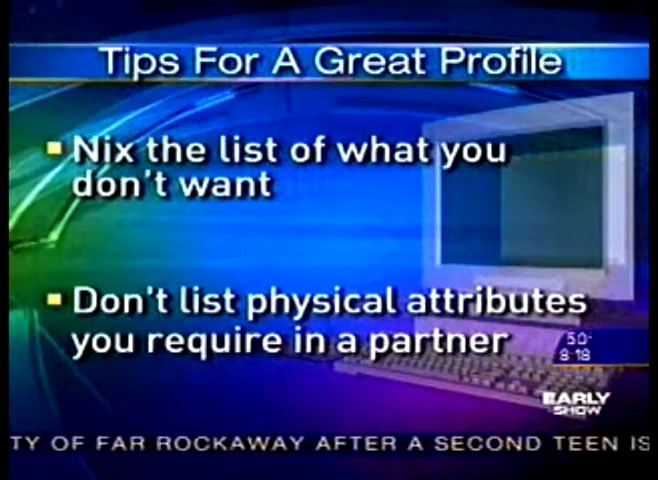 Tips For A Great Profile
Nix the list of what you
don't want
Don't list physical attributes
you require in a partner
50°
8:18
EARLY
SHOW
TY OF FAR ROCKAWAY AFTER A SECOND TEEN IS